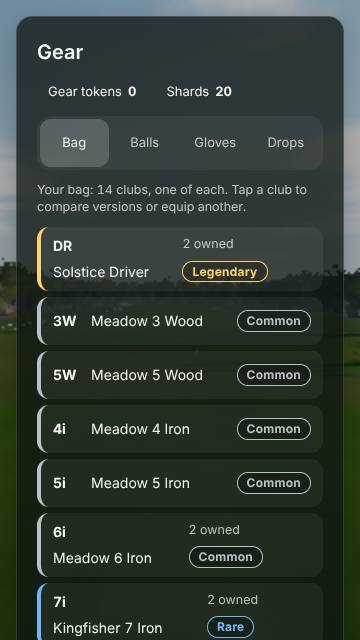 Gear
Gear tokens 0 Shards 20
Bag Balls Gloves Drops
Your bag: 14 clubs, one of each. Tap a club to
compare versions or equip another.
DR 2 owned
Solstice Driver Legendary
3W Meadow 3 Wood Common
5W Meadow 5 Wood Common
4i Meadow 4 Iron Common
5i Meadow 5 Iron Common
6i 2 owned
Meadow 6 Iron Common
7i 2 owned
Kingfisher 7 Iron Rare